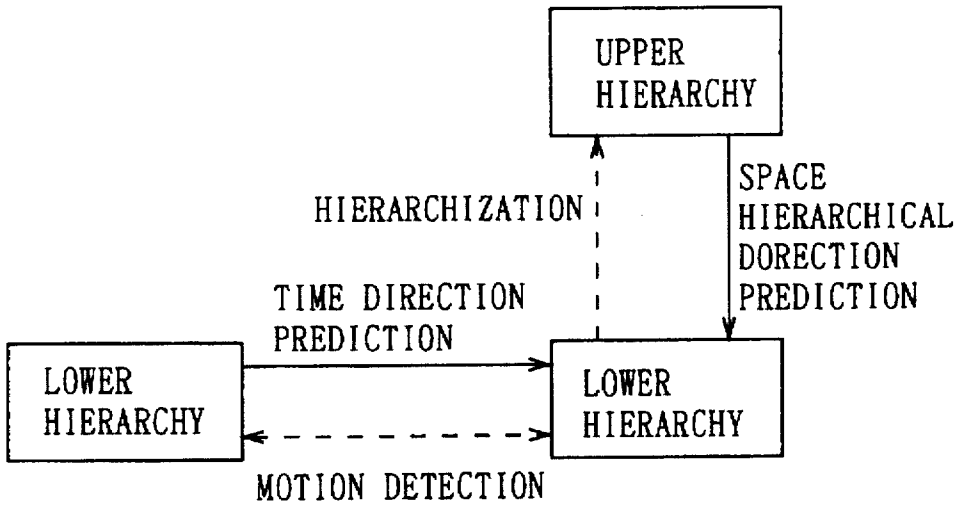 UPPER
HIERARCHY
HIERARCHIZATION
SPACE
HIERARCHICAL
DORECTION
PREDICTION
TIME DIRECTION
PREDICTION
LOWER
HIERARCHY
LOWER
HIERARCHY
MOTION DETECTION